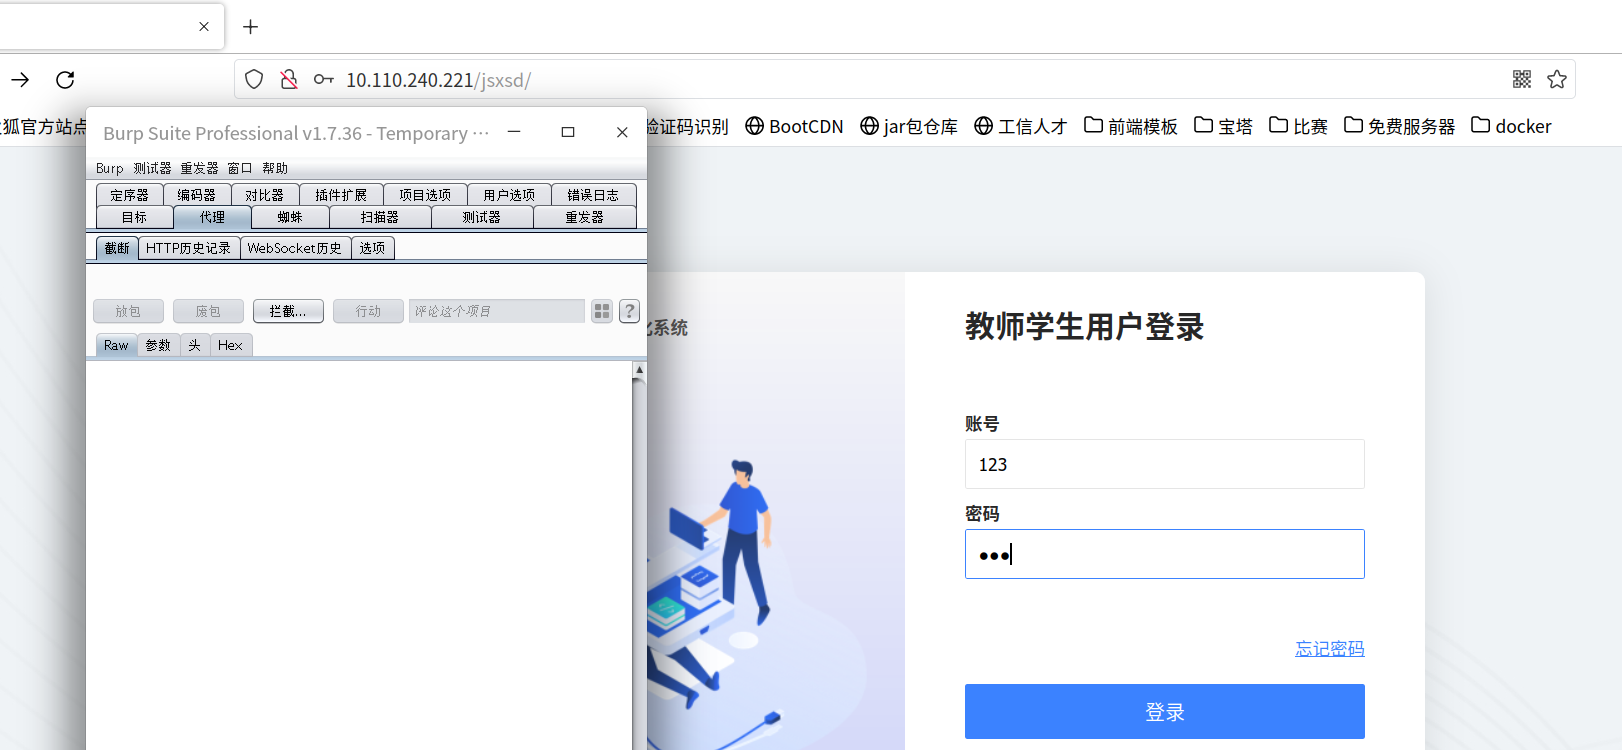 10.110.240.221/jsxsd/
狐官方站点
验证码识别 BootCDN jar包仓库 工信人才 前端模板 宝塔 比赛 免费服务器 docker
Burp Suite Professional v1.7.36 - Temporary ...
Burp 测试器 重发器 窗口 帮助
定序器 编码器 对比器 插件扩展 项目选项 用户选项 错误日志
目标 代理 蜘蛛 扫描器 测试器 重发器
截断 HTTP历史记录 WebSocket历史 选项
放包 废包 拦截... 行动 评论这个项目 ?
Raw 参数 头 Hex
化系统
教师学生用户登录
账号
123
密码
忘记密码
登录